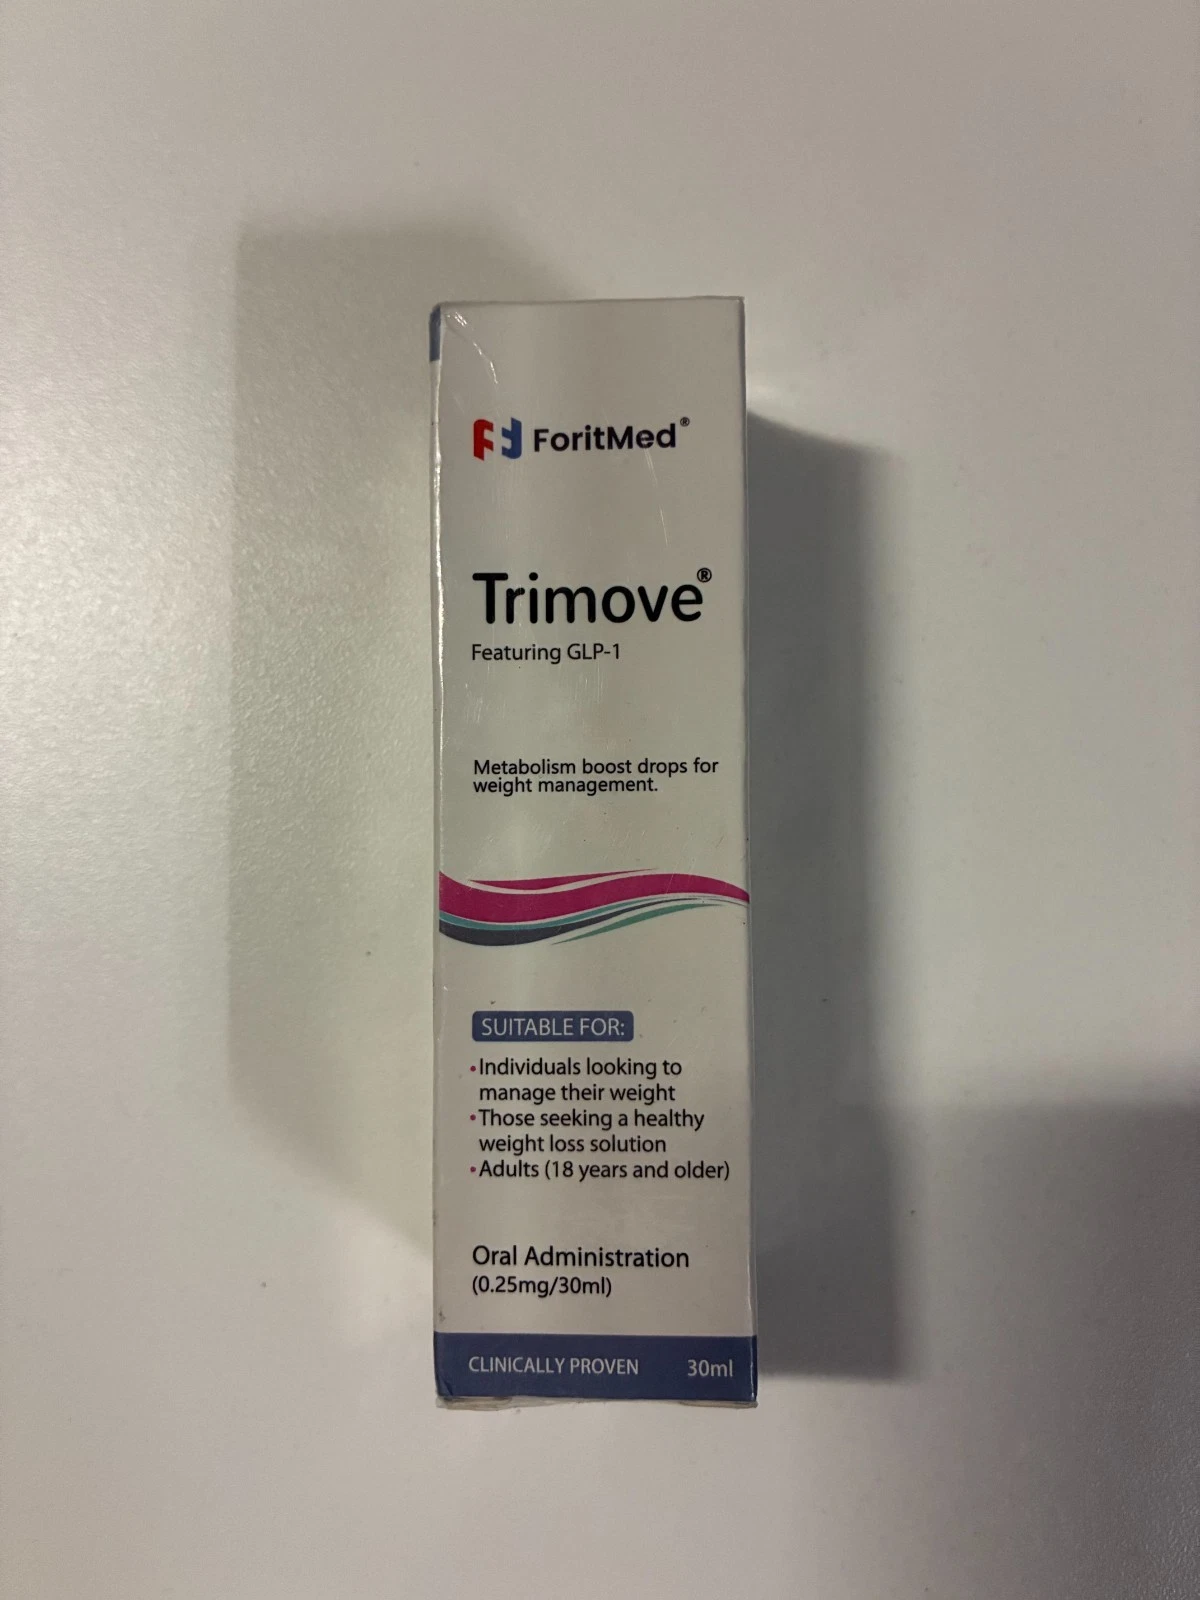 ForitMed®
Trimove®
Featuring GLP-1
Metabolism boost drops for
weight management.
SUITABLE FOR:
•Individuals looking to
manage their weight
•Those seeking a healthy
weight loss solution
•Adults (18 years and older)
Oral Administration
(0.25mg/30ml)
CLINICALLY PROVEN 30ml